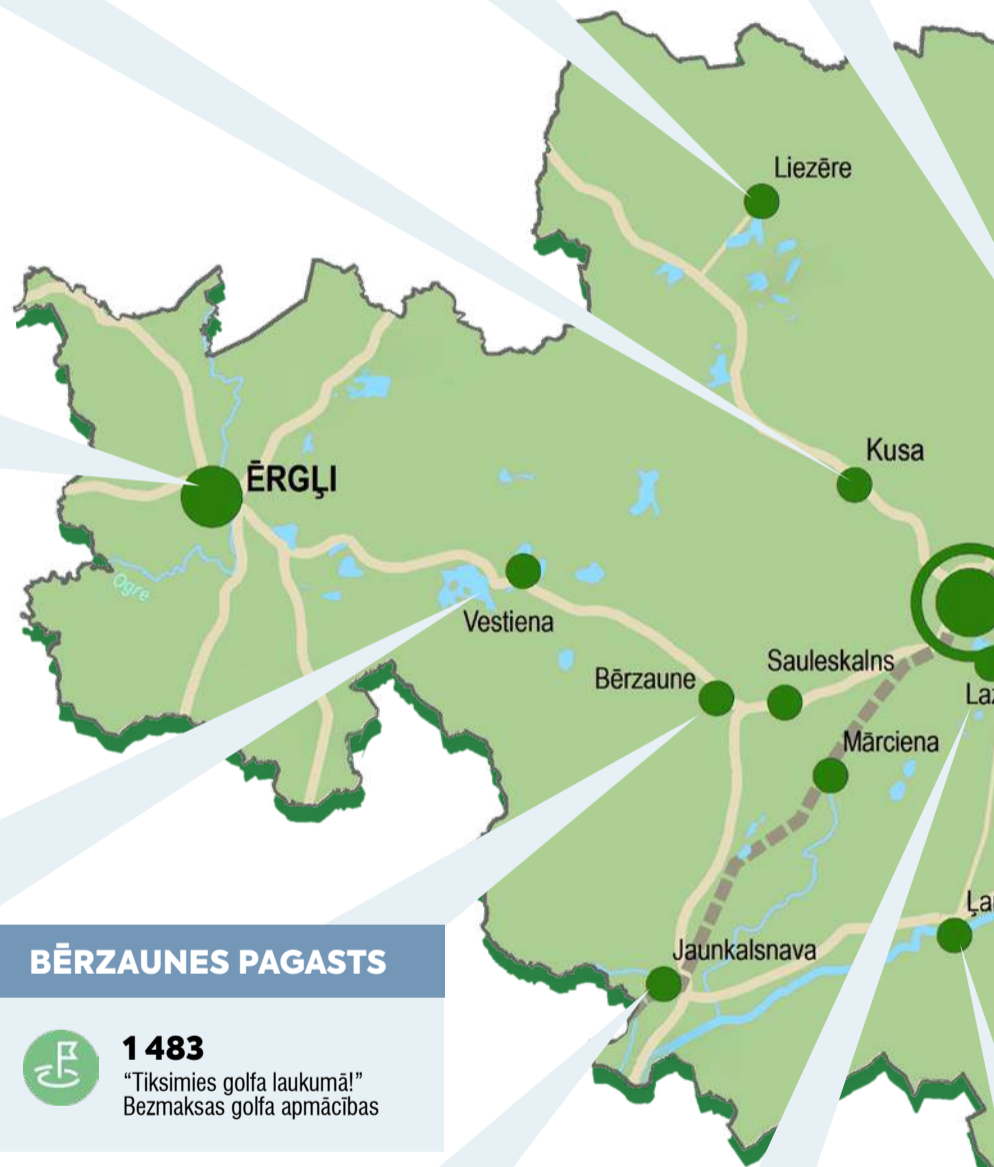 Liezēre
Kusa
ĒRGĻI
Ogre
Vestiena
Sauleskalns
Bērzaune
Mārciena
Jaunkalsnava
BĒRZAUNES PAGASTS
1 483
“Tiksimies golfa laukumā!”
Bezmaksas golfa apmācības